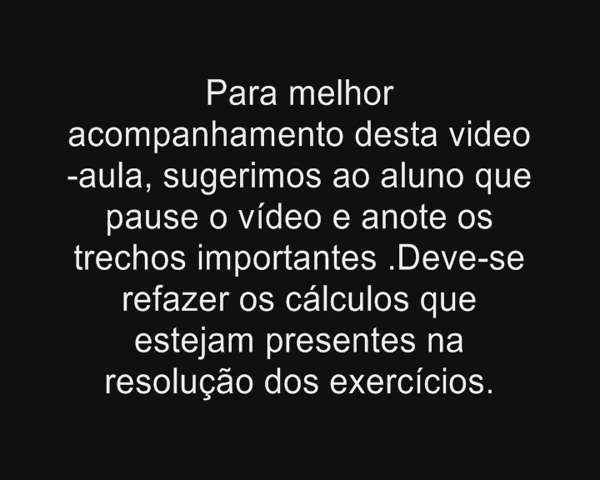 Para melhor
acompanhamento desta video
-aula, sugerimos ao aluno que
pause o vídeo e anote os
trechos importantes .Deve-se
refazer os cálculos que
estejam presentes na
resolução dos exercícios.